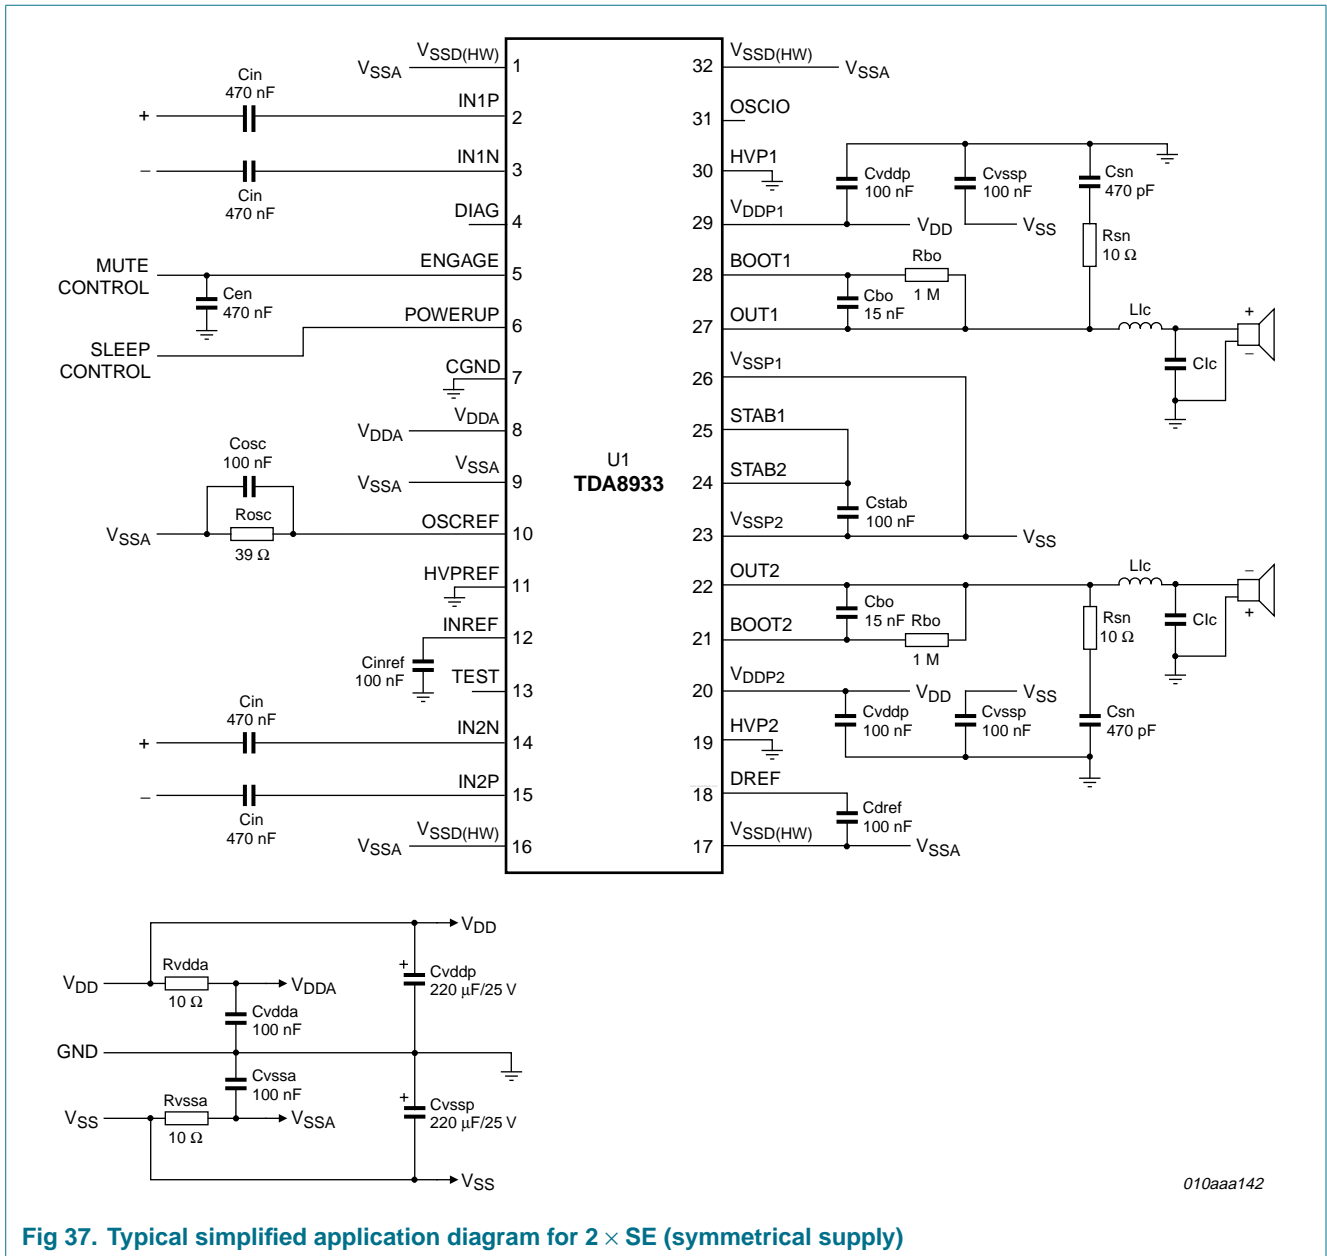 VSSD(HW)
VSSA
1
Cin
470 nF
+
IN1P
2
−
IN1N
3
Cin
470 nF
DIAG
4
MUTE
CONTROL
ENGAGE
5
Cen
470 nF
POWERUP
6
SLEEP
CONTROL
CGND
7
VDDA
VDDA
8
Cosc
100 nF
VSSA
VSSA
9
Rosc
VSSA
39 Ω
OSCREF
10
HVPREF
11
INREF
12
Cinref
100 nF
TEST
13
Cin
470 nF
+
IN2N
14
−
IN2P
15
Cin
470 nF
VSSD(HW)
VSSA
16
U1
TDA8933
32
VSSD(HW)
VSSA
31
OSCIO
30
HVP1
Cvddp
100 nF
Cvssp
100 nF
Csn
470 pF
29
VDDP1
VDD
VSS
Rsn
10 Ω
28
BOOT1
Rbo
1 M
Cbo
15 nF
27
OUT1
Llc
+
−
Clc
26
VSSP1
25
STAB1
24
STAB2
Cstab
100 nF
23
VSSP2
VSS
22
OUT2
Llc
−
+
Clc
Cbo
15 nF
Rbo
1 M
Rsn
10 Ω
21
BOOT2
20
VDDP2
VDD
VSS
Cvddp
100 nF
Cvssp
100 nF
Csn
470 pF
19
HVP2
18
DREF
Cdref
100 nF
17
VSSD(HW)
VSSA
VDD
VDD
Rvdda
10 Ω
VDDA
+
Cvddp
220 µF/25 V
Cvdda
100 nF
GND
Cvssa
100 nF
+
Cvssp
220 µF/25 V
VSS
Rvssa
10 Ω
VSSA
VSS
010aaa142
Fig 37. Typical simplified application diagram for 2 × SE (symmetrical supply)